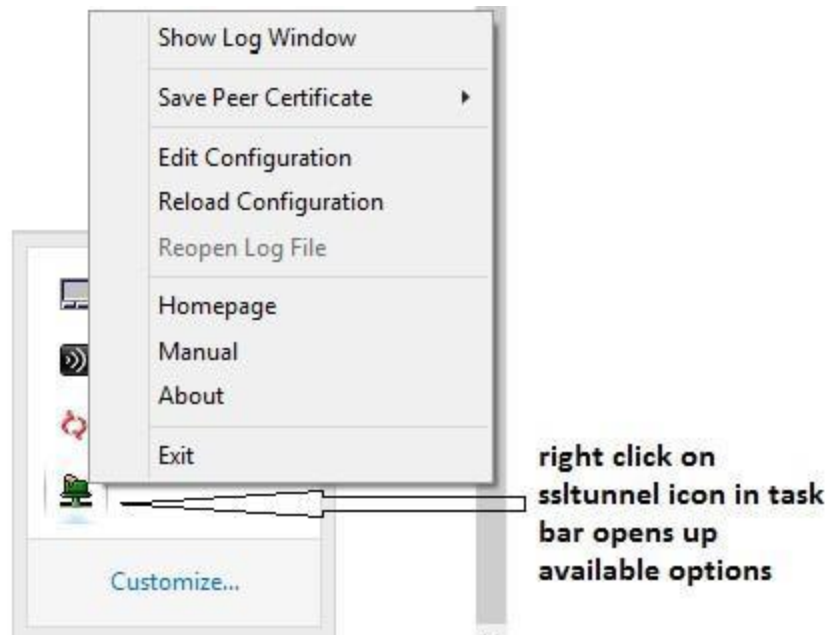 Show Log Window
Save Peer Certificate
Edit Configuration
Reload Configuration
Reopen Log File
Homepage
Manual
About
Exit
right click on
ssltunnel icon in task
bar opens up
available options
Customize...